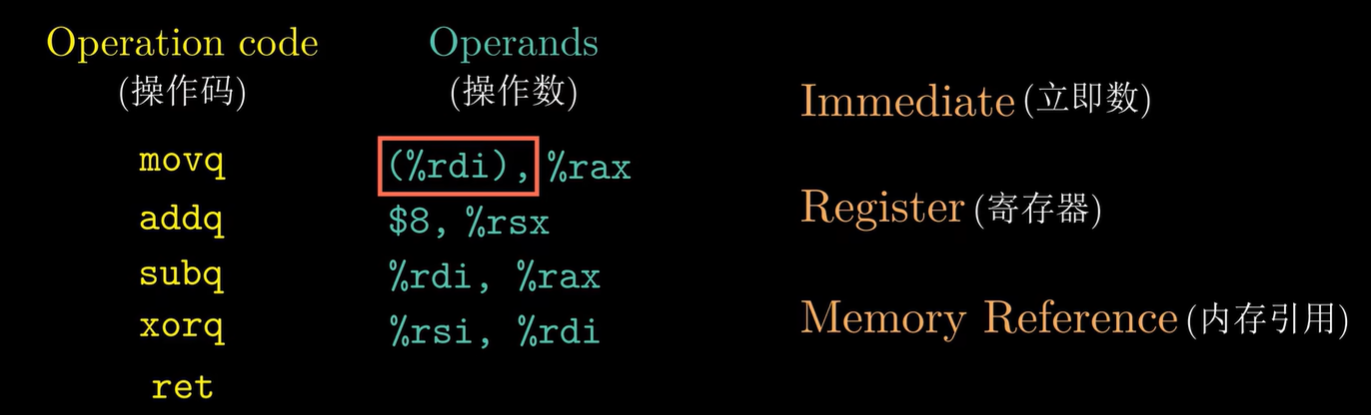 Operation code
(操作码)
Operands
(操作数)
movq (%rdi), %rax
addq $8, %rsx
subq %rdi, %rax
xorq %rsi, %rdi
ret
Immediate (立即数)
Register (寄存器)
Memory Reference (内存引用)